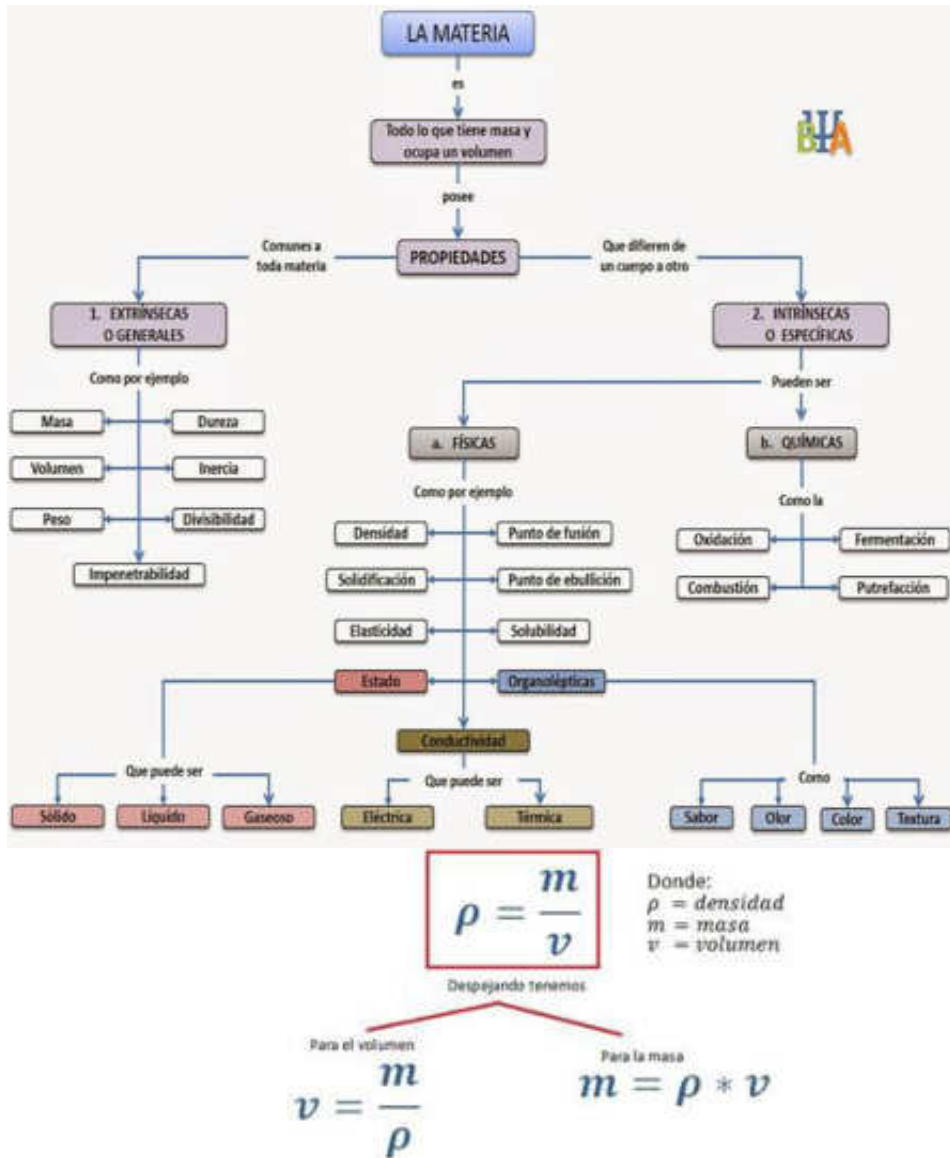 LA MATERIA
es
Todo lo que tiene masa y
ocupa un volumen
posee
Comunes a
toda materia
PROPIEDADES
Que difieren de
un cuerpo a otro
1. EXTRÍNSECAS
O GENERALES
2. INTRÍNSECAS
O ESPECÍFICAS
Como por ejemplo
Pueden ser
Masa
Dureza
a. FÍSICAS
b. QUÍMICAS
Volumen
Inercia
Como por ejemplo
Como la
Peso
Divisibilidad
Densidad
Punto de fusión
Oxidación
Fermentación
Impenetrabilidad
Solidificación
Punto de ebullición
Combustión
Putrefacción
Elasticidad
Solubilidad
Estado
Organolépticas
Conductividad
Que puede ser
Que puede ser
Como
Sólido
Líquido
Gaseoso
Eléctrica
Térmica
Sabor
Olor
Color
Textura
ρ = m / v
Donde:
ρ = densidad
m = masa
v = volumen
Despejando tenemos
Para el volumen
v = m / ρ
Para la masa
m = ρ * v